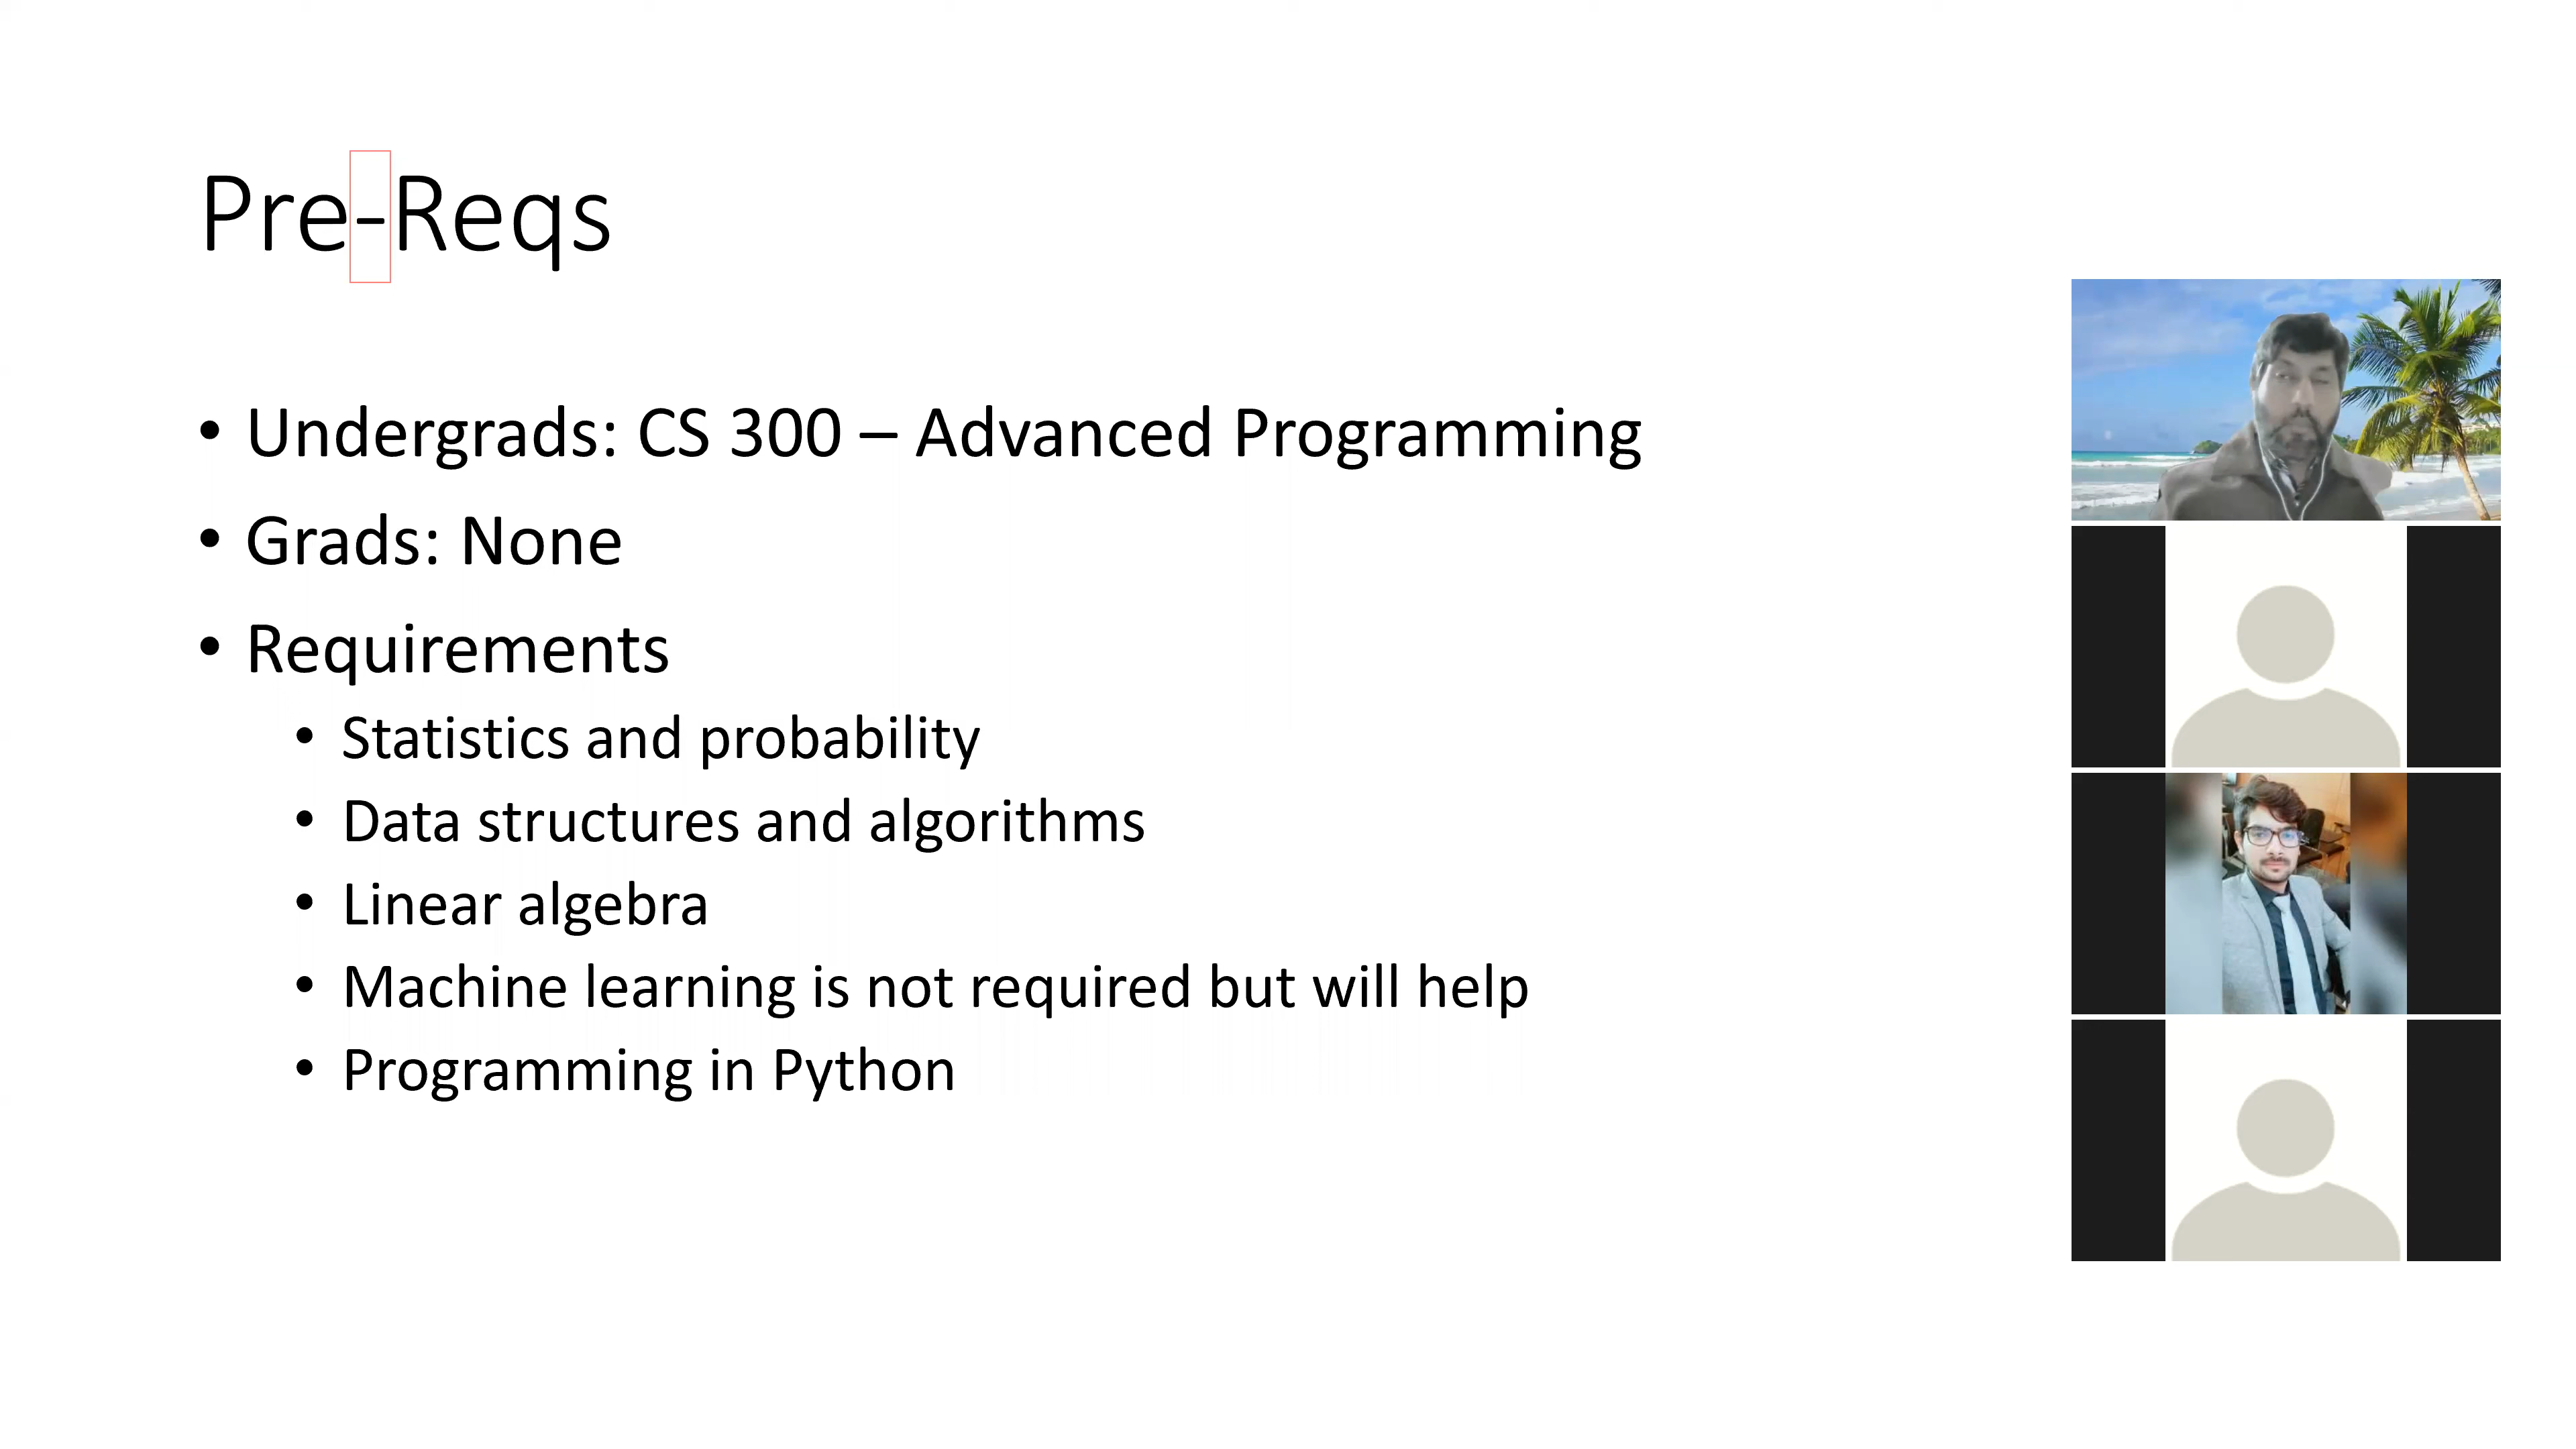 Pre-Reqs
• Undergrads: CS 300 – Advanced Programming
• Grads: None
• Requirements
• Statistics and probability
• Data structures and algorithms
• Linear algebra
• Machine learning is not required but will help
• Programming in Python